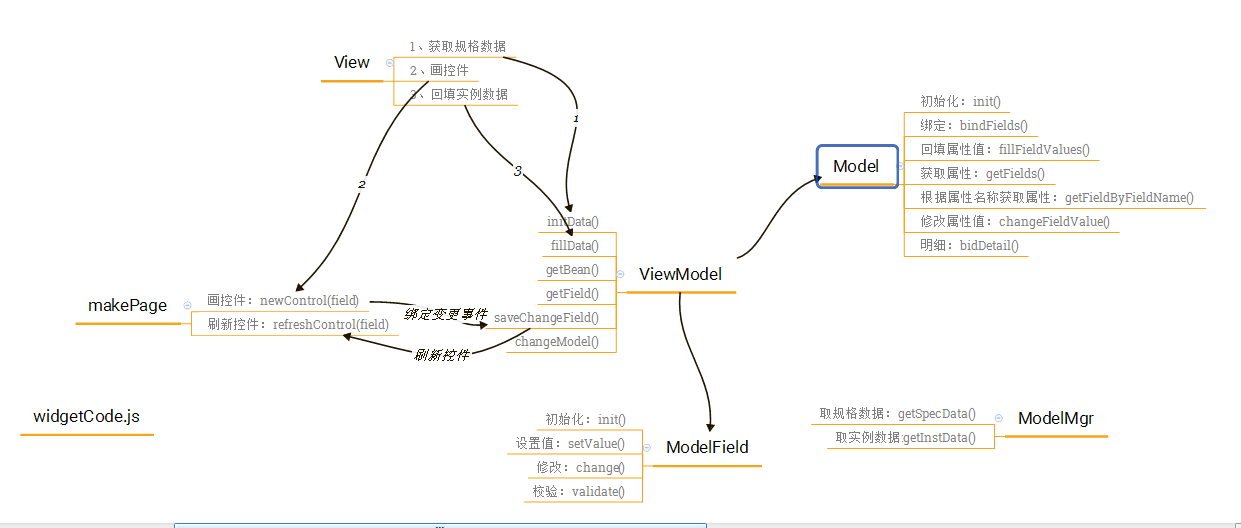 View
1、获取规格数据
2、画控件
3、回填实例数据
1
2
3
initData()
fillData()
getBean()
getField()
saveChangeField()
changeModel()
ViewModel
Model
初始化：init()
绑定：bindFields()
回填属性值：fillFieldValues()
获取属性：getFields()
根据属性名称获取属性：getFieldByFieldName()
修改属性值：changeFieldValue()
明细：bidDetail()
makePage
画控件：newControl(field)
刷新控件：refreshControl(field)
绑定变更事件
刷新控件
widgetCode.js
初始化：init()
设置值：setValue()
修改：change()
校验：validate()
ModelField
取规格数据：getSpecData()
取实例数据:getInstData()
ModelMgr